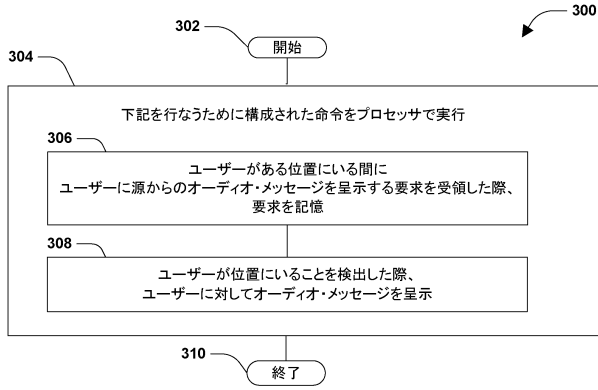 300
302
開始
304
下記を行なうために構成された命令をプロセッサで実行
306
ユーザーがある位置にいる間に
ユーザーに源からのオーディオ・メッセージを呈示する要求を受領した際、
要求を記憶
308
ユーザーが位置にいることを検出した際、
ユーザーに対してオーディオ・メッセージを呈示
310
終了